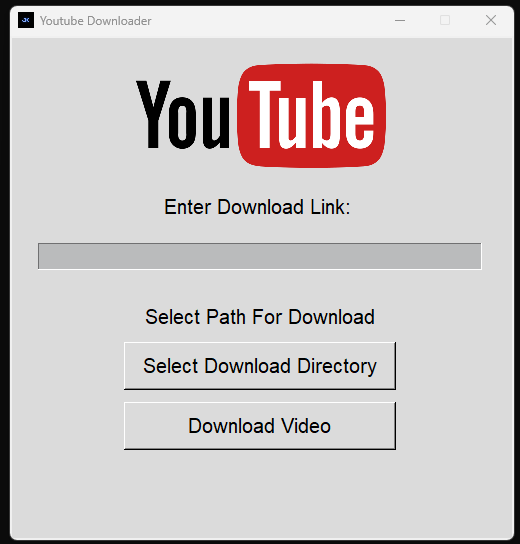 Youtube Downloader
YouTube
Enter Download Link:
Select Path For Download
Select Download Directory
Download Video